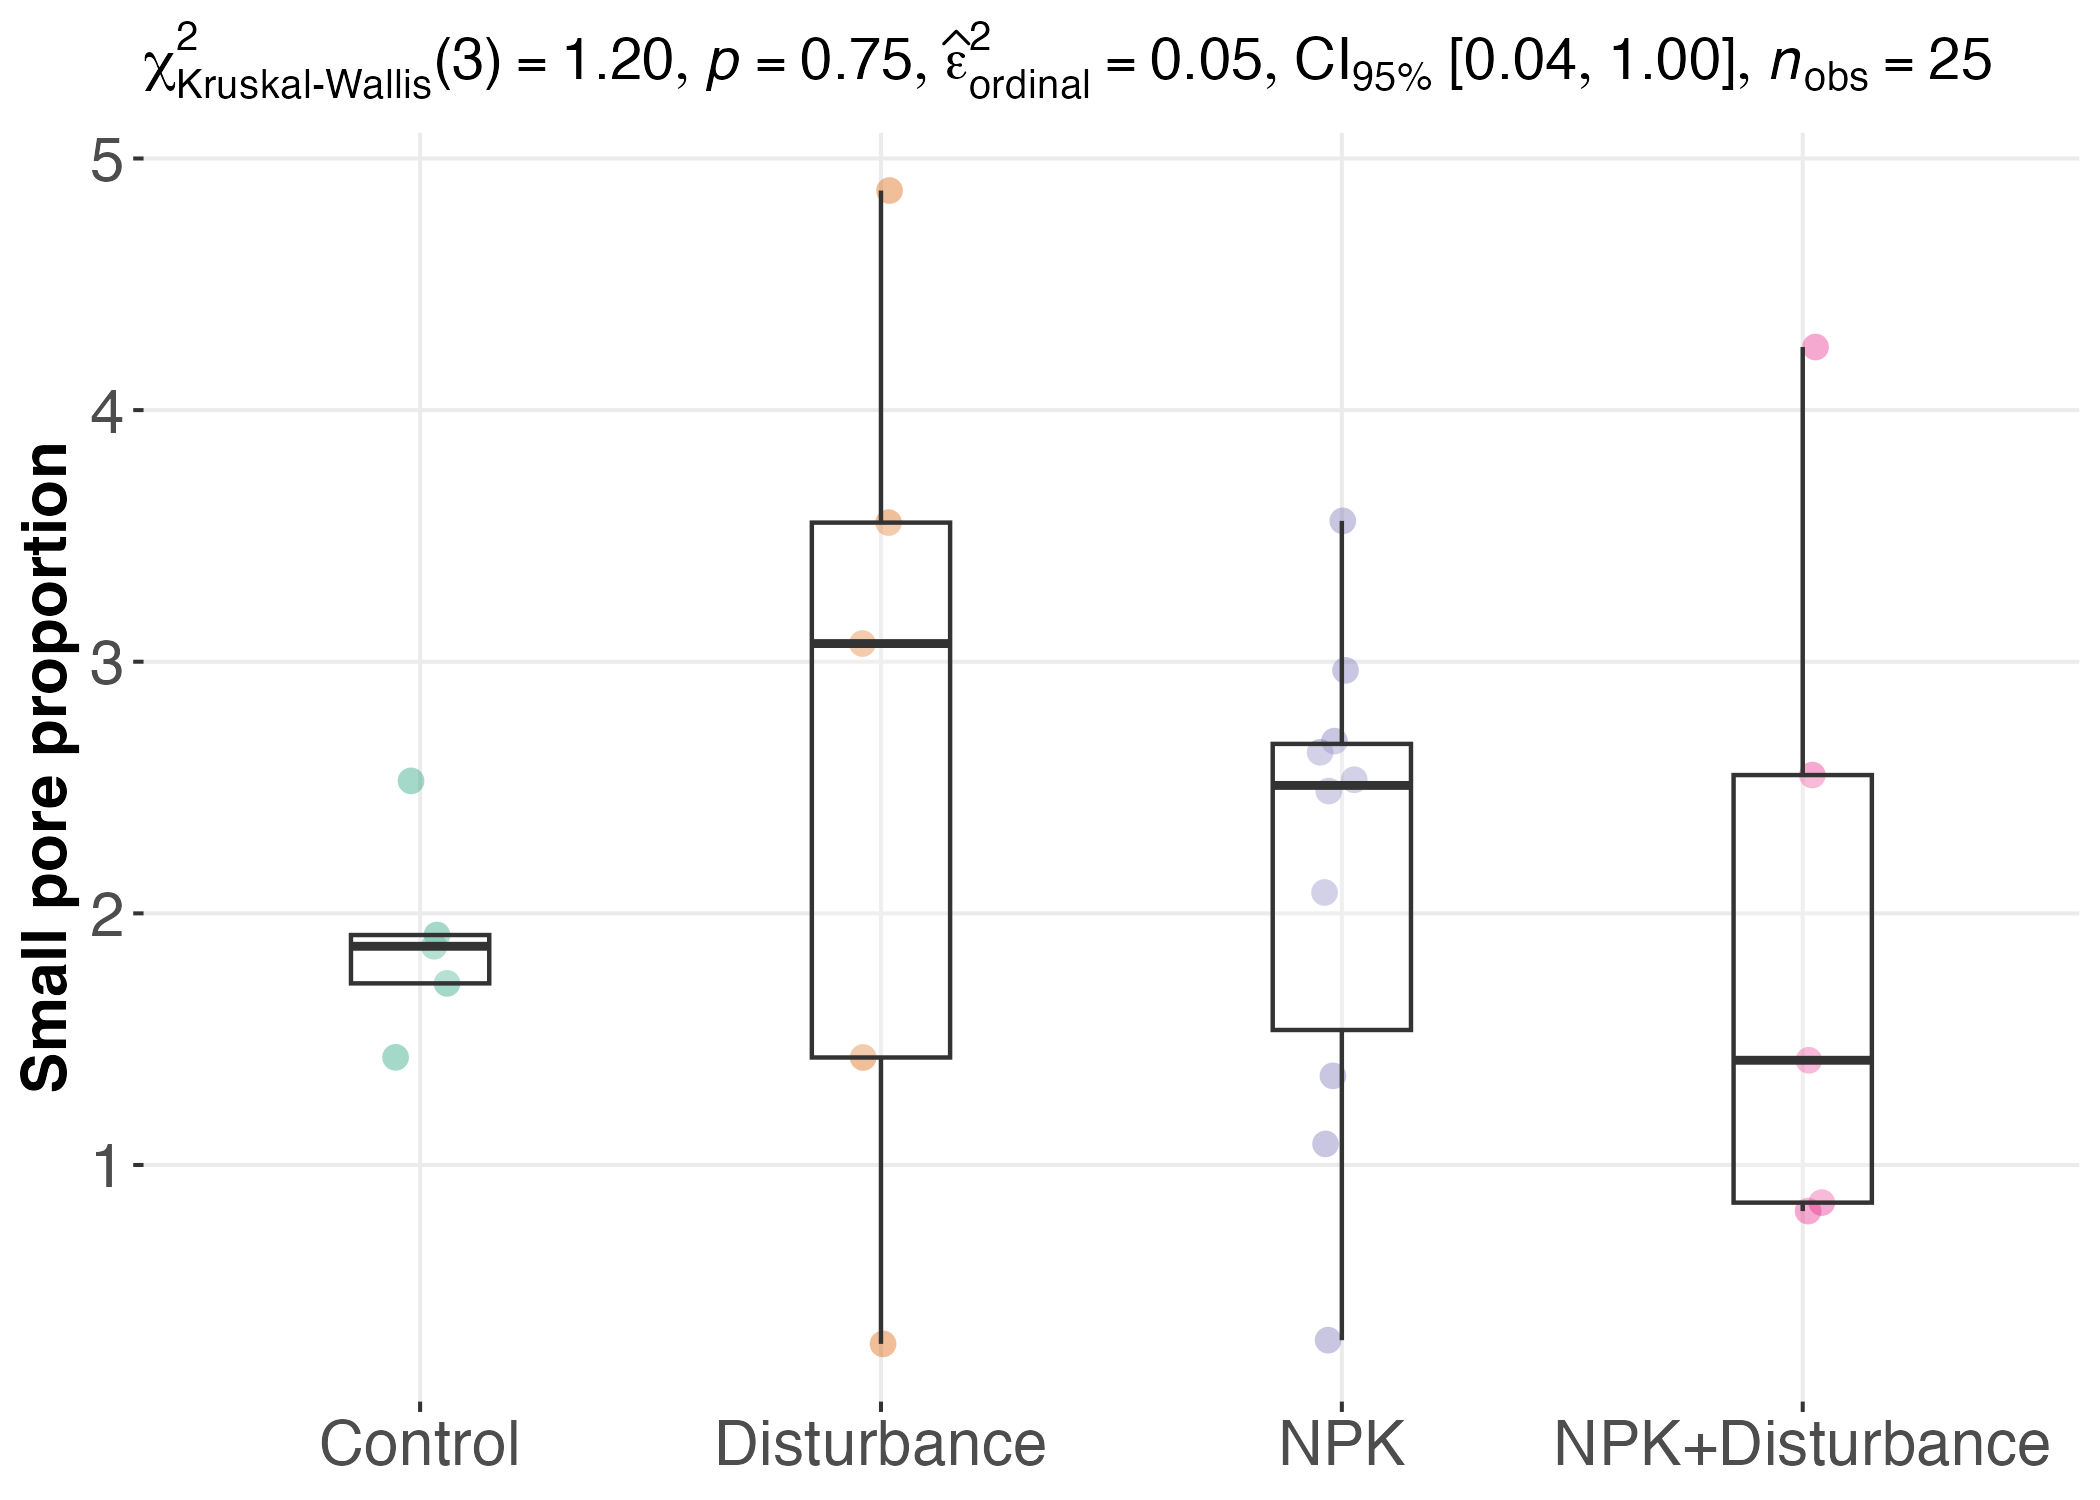 χ²Kruskal-Wallis(3) = 1.20, p = 0.75, ε̂²ordinal = 0.05, CI95% [0.04, 1.00], nobs = 25
Small pore proportion
5
4
3
2
1
Control Disturbance NPK NPK+Disturbance